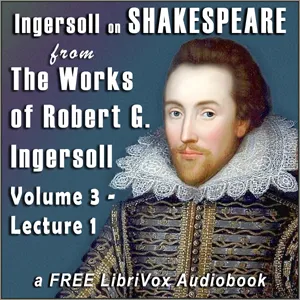 Ingersoll on SHAKESPEARE
from
The Works
of Robert G.
Ingersoll
Volume 3 -
Lecture 1
a FREE LibriVox Audiobook